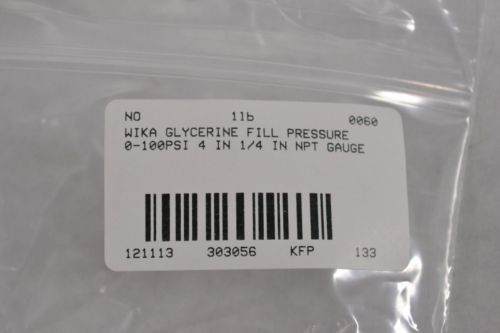 NO 1lb 0060
WIKA GLYCERINE FILL PRESSURE
0-100PSI 4 IN 1/4 IN NPT GAUGE
121113 303056 KFP 133